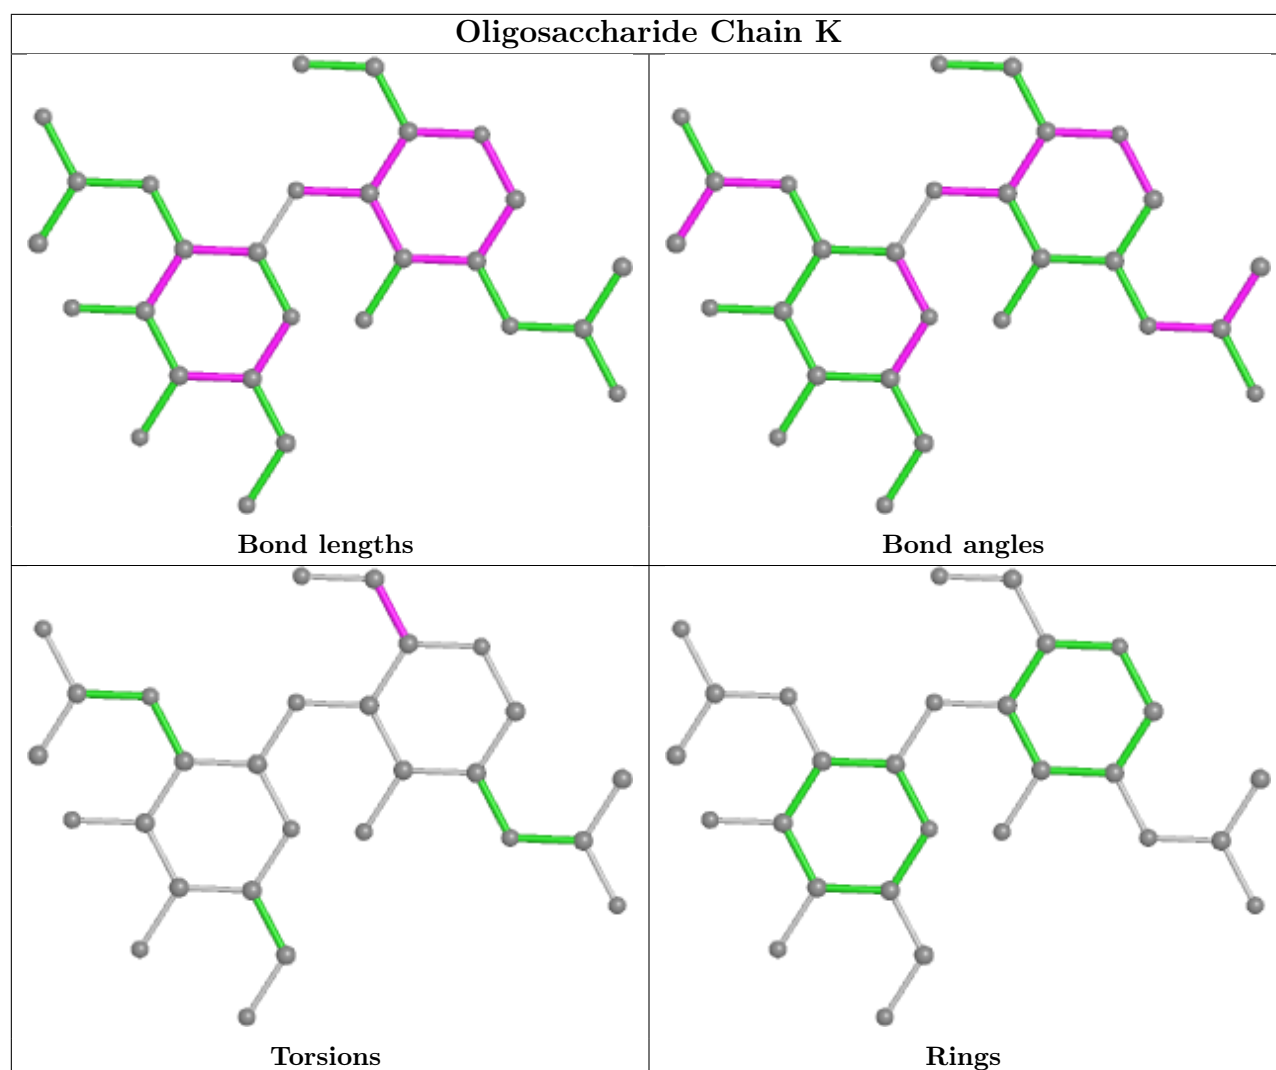 Oligosaccharide Chain K
Bond lengths
Bond angles
Torsions
Rings